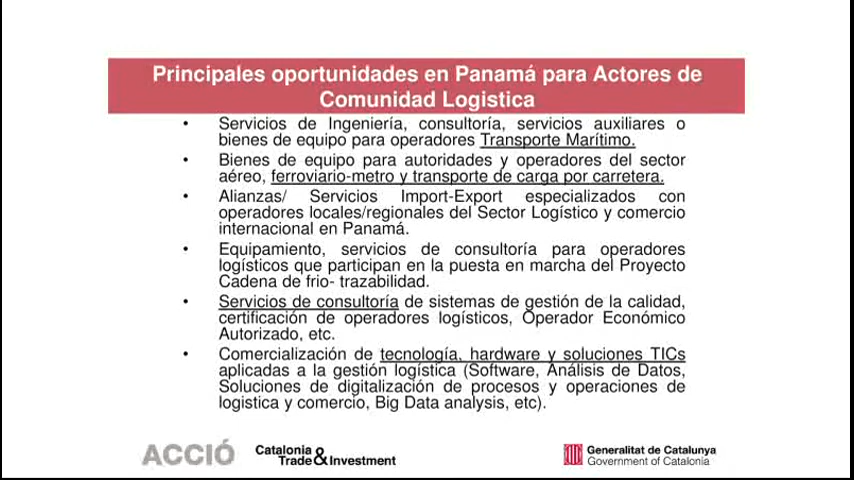 Principales oportunidades en Panamá para Actores de
Comunidad Logistica
• Servicios de Ingeniería, consultoría, servicios auxiliares o
bienes de equipo para operadores Transporte Marítimo.
• Bienes de equipo para autoridades y operadores del sector
aéreo, ferroviario-metro y transporte de carga por carretera.
• Alianzas/ Servicios Import-Export especializados con
operadores locales/regionales del Sector Logístico y comercio
internacional en Panamá.
• Equipamiento, servicios de consultoría para operadores
logísticos que participan en la puesta en marcha del Proyecto
Cadena de frio- trazabilidad.
• Servicios de consultoría de sistemas de gestión de la calidad,
certificación de operadores logísticos, Operador Económico
Autorizado, etc.
• Comercialización de tecnología, hardware y soluciones TICs
aplicadas a la gestión logística (Software, Análisis de Datos,
Soluciones de digitalización de procesos y operaciones de
logistica y comercio, Big Data analysis, etc).
ACCIÓ
Catalonia
Trade & Investment
Generalitat de Catalunya
Government of Catalonia